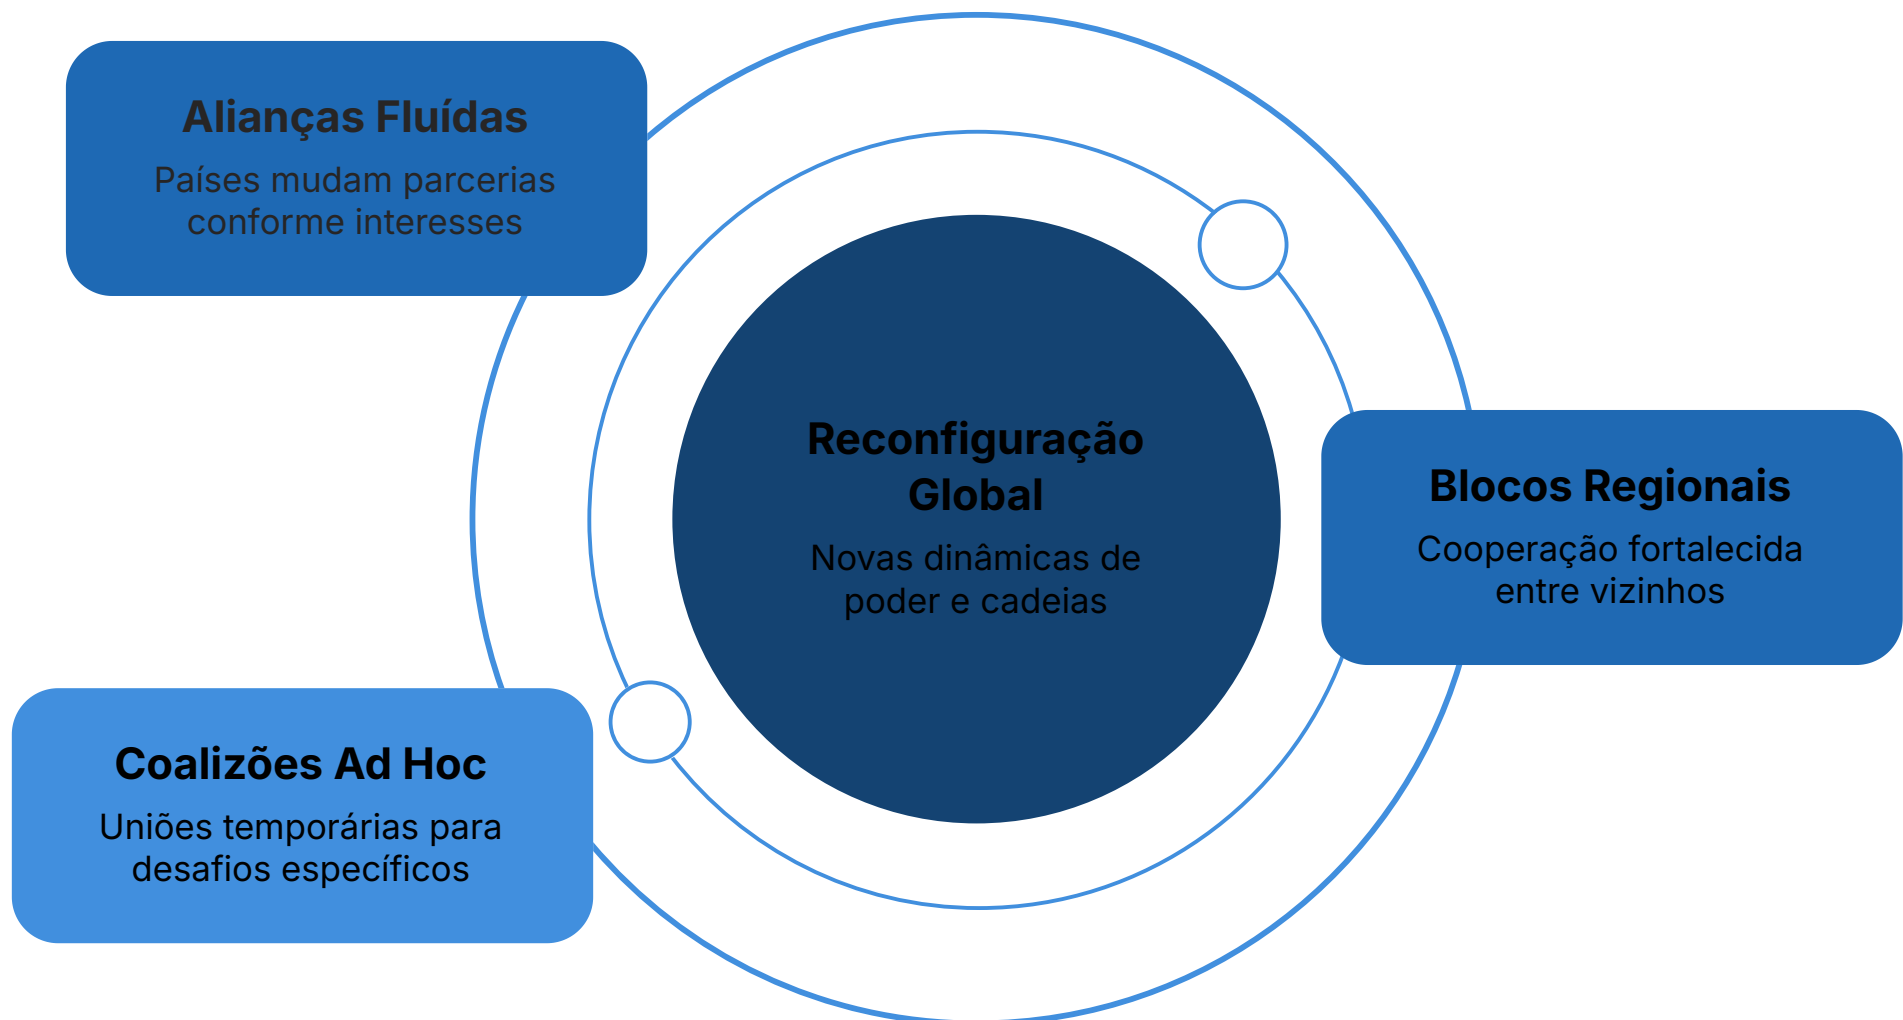 Alianças Fluídas
Países mudam parcerias
conforme interesses
Reconfiguração
Global
Novas dinâmicas de
poder e cadeias
Blocos Regionais
Cooperação fortalecida
entre vizinhos
Coalizões Ad Hoc
Uniões temporárias para
desafios específicos